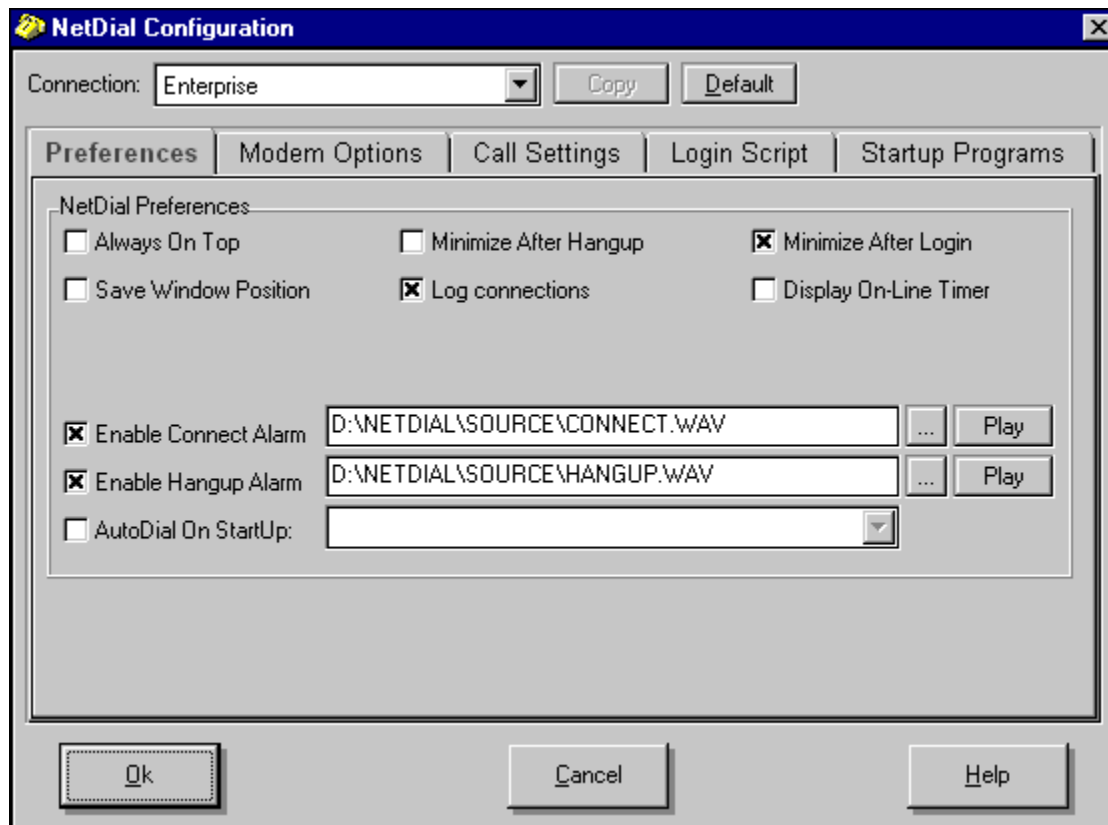 NetDial Configuration
Connection: Enterprise Copy Default
Preferences Modem Options Call Settings Login Script Startup Programs
NetDial Preferences
Always On Top Minimize After Hangup Minimize After Login
Save Window Position Log connections Display On-Line Timer
Enable Connect Alarm D:\NETDIAL\SOURCE\CONNECT.WAV ... Play
Enable Hangup Alarm D:\NETDIAL\SOURCE\HANGUP.WAV ... Play
AutoDial On StartUp:
Ok Cancel Help